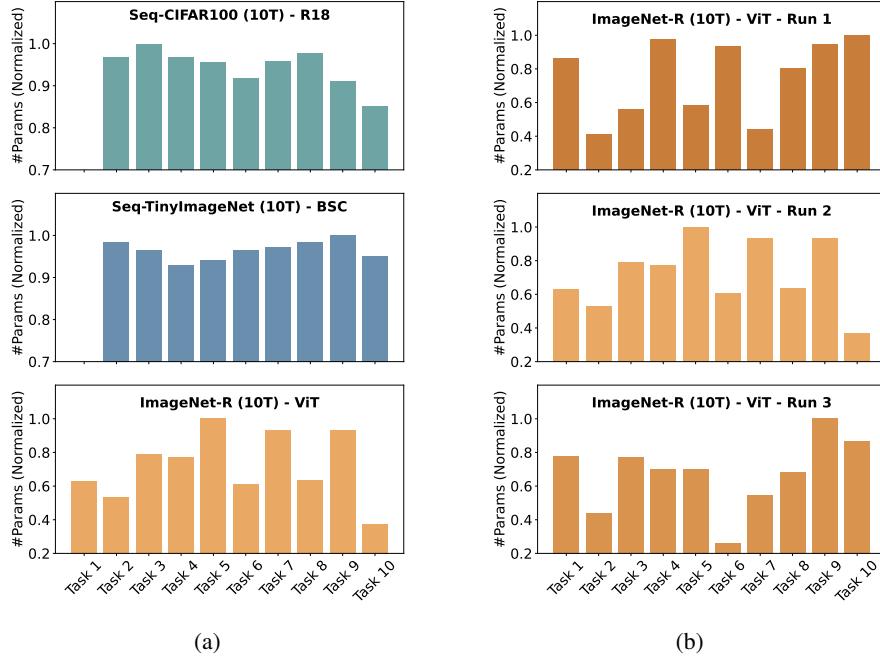 Seq-CIFAR100 (10T) - R18
#Params (Normalized)
1.0
0.9
0.8
0.7
Seq-TinyImageNet (10T) - BSC
#Params (Normalized)
1.0
0.9
0.8
0.7
ImageNet-R (10T) - ViT
#Params (Normalized)
1.0
0.8
0.6
0.4
0.2
Task 1 Task 2 Task 3 Task 4 Task 5 Task 6 Task 7 Task 8 Task 9 Task 10
(a)
ImageNet-R (10T) - ViT - Run 1
#Params (Normalized)
1.0
0.8
0.6
0.4
0.2
ImageNet-R (10T) - ViT - Run 2
#Params (Normalized)
1.0
0.8
0.6
0.4
0.2
ImageNet-R (10T) - ViT - Run 3
#Params (Normalized)
1.0
0.8
0.6
0.4
0.2
Task 1 Task 2 Task 3 Task 4 Task 5 Task 6 Task 7 Task 8 Task 9 Task 10
(b)